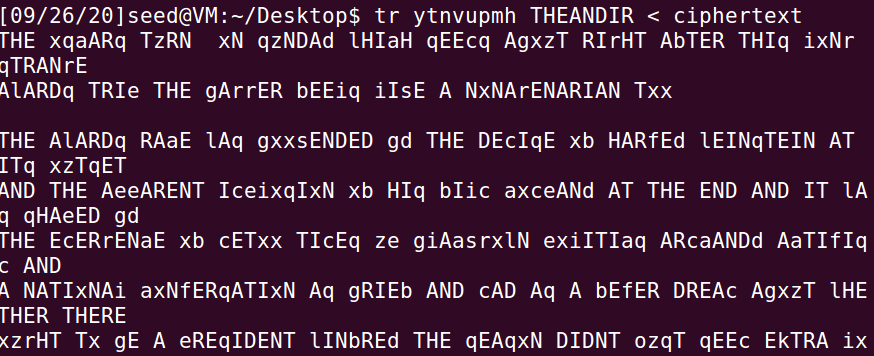 [09/26/20]seed@VM:~/Desktop$ tr ytnvupmh THEANDIR < ciphertext
THE xqaARq TzRN  xN qzNDAd lHIaH qEEcq AgxzT RIrHT AbTER THIq ixNr
qTRANrE
AlARDq TRIe THE gArrER bEEiq iIsE A NxNArENARIAN Txx

THE AlARDq RAaE lAq gxxsENDED gd THE DEcIqE xb HARfEd lEINqTEIN AT
ITq xzTqET
AND THE AeeARENT IceixqIxN xb HIq bIic axceANd AT THE END AND IT lA
q qHAeED gd
THE EcERrENaE xb cETxx TIcEq ze giAasrxlN exiITIaq ARcaANDd AaTIfIq
c AND
A NATIxNAi axNfERqATIxN Aq gRIEb AND cAD Aq A bEfER DREAc AgxzT lHE
THER THERE
xzrHT Tx gE A eREqIDENT lINbREd THE qEAqxN DIDNT ozqT qEEc EkTRA ix